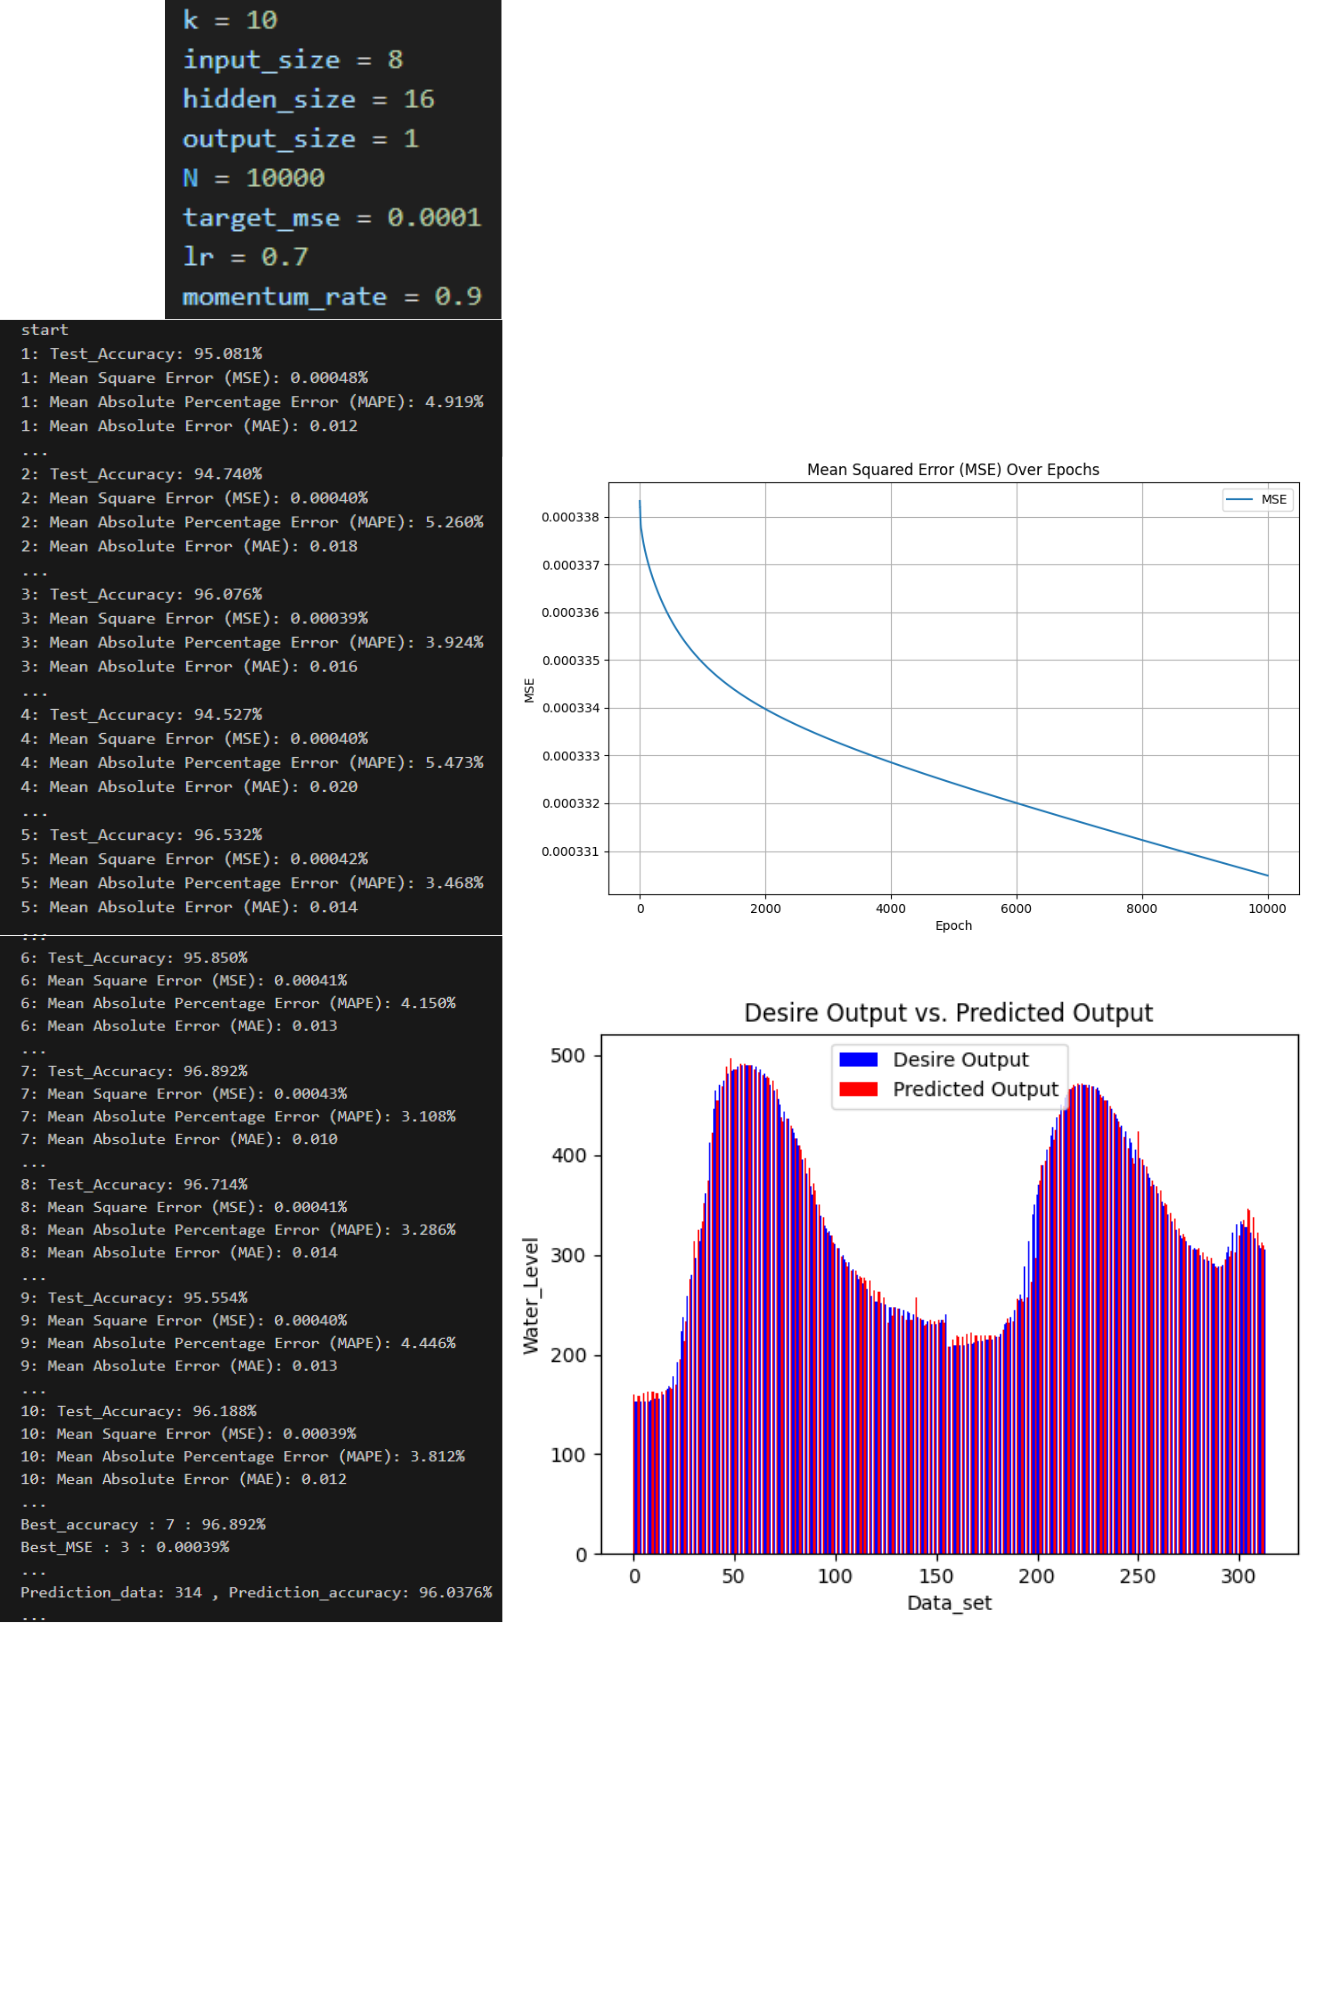 k = 10
input_size = 8
hidden_size = 16
output_size = 1
N = 10000
target_mse = 0.0001
lr = 0.7
momentum_rate = 0.9
start
1: Test_Accuracy: 95.081%
1: Mean Square Error (MSE): 0.00048%
1: Mean Absolute Percentage Error (MAPE): 4.919%
1: Mean Absolute Error (MAE): 0.012
...
2: Test_Accuracy: 94.740%
2: Mean Square Error (MSE): 0.00040%
2: Mean Absolute Percentage Error (MAPE): 5.260%
2: Mean Absolute Error (MAE): 0.018
...
3: Test_Accuracy: 96.076%
3: Mean Square Error (MSE): 0.00039%
3: Mean Absolute Percentage Error (MAPE): 3.924%
3: Mean Absolute Error (MAE): 0.016
...
4: Test_Accuracy: 94.527%
4: Mean Square Error (MSE): 0.00040%
4: Mean Absolute Percentage Error (MAPE): 5.473%
4: Mean Absolute Error (MAE): 0.020
...
5: Test_Accuracy: 96.532%
5: Mean Square Error (MSE): 0.00042%
5: Mean Absolute Percentage Error (MAPE): 3.468%
5: Mean Absolute Error (MAE): 0.014
...
6: Test_Accuracy: 95.850%
6: Mean Square Error (MSE): 0.00041%
6: Mean Absolute Percentage Error (MAPE): 4.150%
6: Mean Absolute Error (MAE): 0.013
...
7: Test_Accuracy: 96.892%
7: Mean Square Error (MSE): 0.00043%
7: Mean Absolute Percentage Error (MAPE): 3.108%
7: Mean Absolute Error (MAE): 0.010
...
8: Test_Accuracy: 96.714%
8: Mean Square Error (MSE): 0.00041%
8: Mean Absolute Percentage Error (MAPE): 3.286%
8: Mean Absolute Error (MAE): 0.014
...
9: Test_Accuracy: 95.554%
9: Mean Square Error (MSE): 0.00040%
9: Mean Absolute Percentage Error (MAPE): 4.446%
9: Mean Absolute Error (MAE): 0.013
...
10: Test_Accuracy: 96.188%
10: Mean Square Error (MSE): 0.00039%
10: Mean Absolute Percentage Error (MAPE): 3.812%
10: Mean Absolute Error (MAE): 0.012
...
Best_accuracy : 7 : 96.892%
Best_MSE : 3 : 0.00039%
...
Prediction_data: 314 , Prediction_accuracy: 96.0376%
...
Mean Squared Error (MSE) Over Epochs
MSE
0.000338
0.000337
0.000336
0.000335
0.000334
0.000333
0.000332
0.000331
MSE
0 2000 4000 6000 8000 10000
Epoch
Desire Output vs. Predicted Output
Desire Output
Predicted Output
500
400
300
200
100
0
Water_Level
0 50 100 150 200 250 300
Data_set